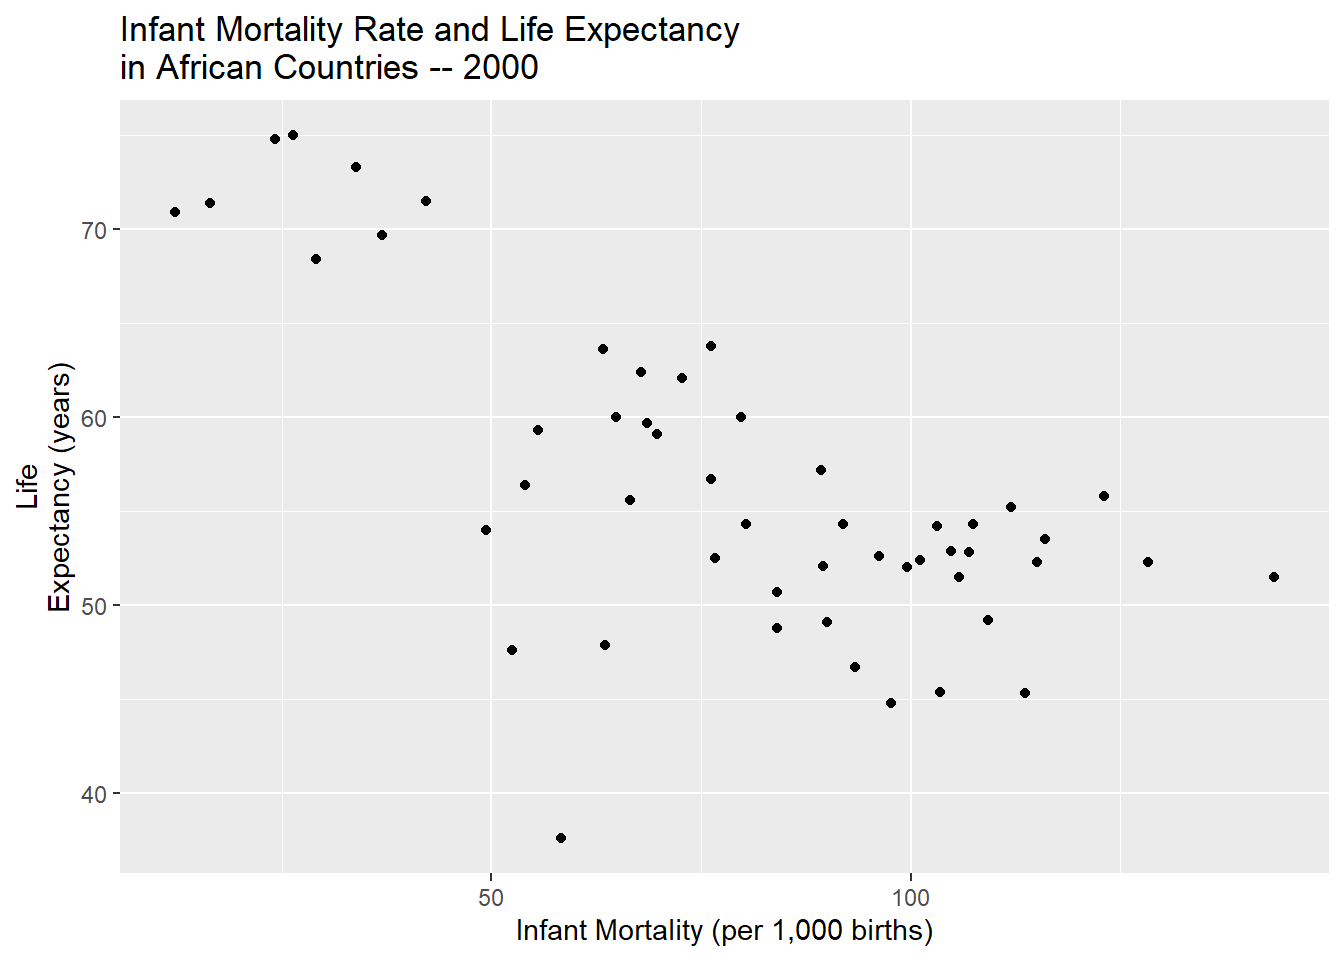 Infant Mortality Rate and Life Expectancy
in African Countries -- 2000
Life
Expectancy (years)
70
60
50
40
50
100
Infant Mortality (per 1,000 births)